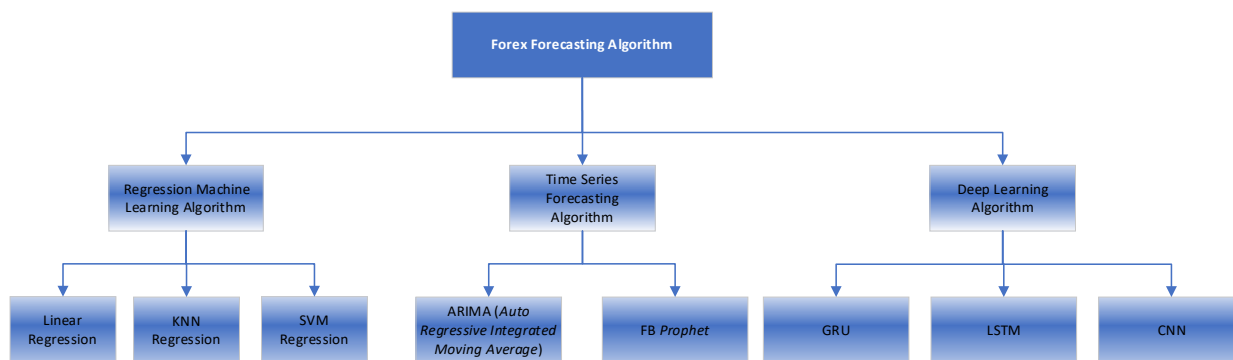 Forex Forecasting Algorithm
Regression Machine
Learning Algorithm
Time Series
Forecasting
Algorithm
Deep Learning
Algorithm
Linear
Regression
KNN
Regression
SVM
Regression
ARIMA (Auto
Regressive Integrated
Moving Average)
FB Prophet
GRU
LSTM
CNN